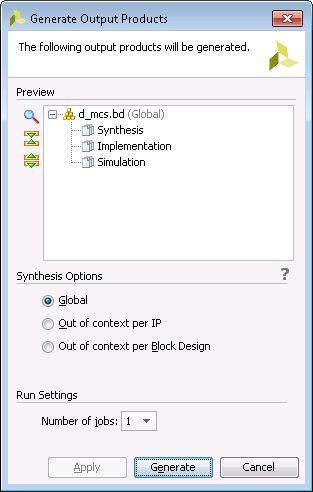 Generate Output Products
The following output products will be generated.
Preview
d_mcs.bd (Global)
Synthesis
Implementation
Simulation
Synthesis Options
?
Global
Out of context per IP
Out of context per Block Design
Run Settings
Number of jobs: 1
Apply Generate Cancel